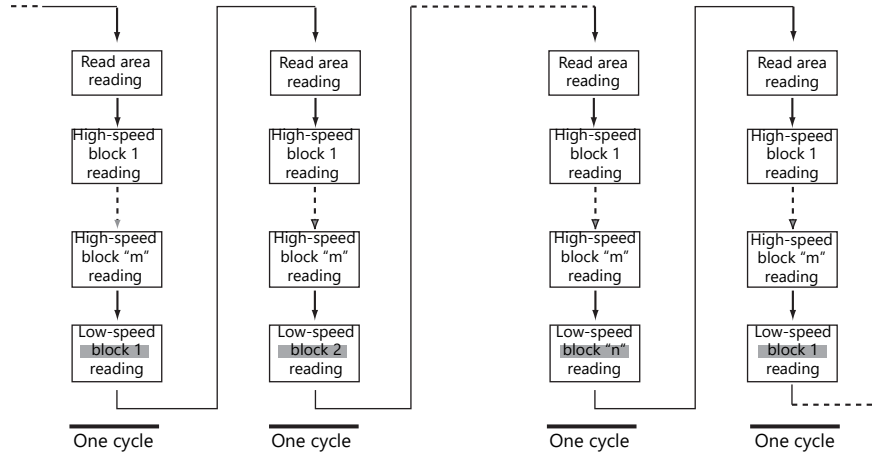 Read area
reading
High-speed
block 1
reading
High-speed
block “m”
reading
Low-speed
block 1
reading
One cycle
Read area
reading
High-speed
block 1
reading
High-speed
block “m”
reading
Low-speed
block 2
reading
One cycle
Read area
reading
High-speed
block 1
reading
High-speed
block “m”
reading
Low-speed
block “n“
reading
One cycle
Read area
reading
High-speed
block 1
reading
High-speed
block “m”
reading
Low-speed
block 1
reading
One cycle